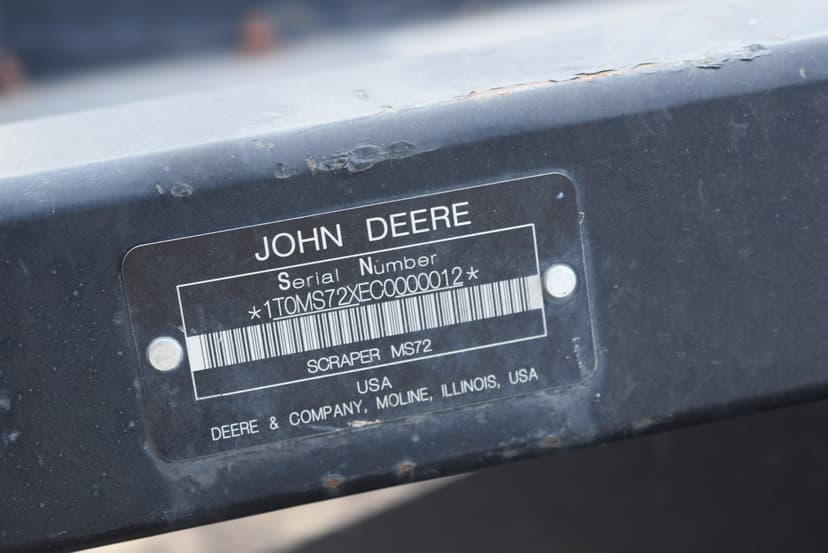 JOHN DEERE
Serial Number
*1T0MS72XEC0000012*
SCRAPER MS72
USA
DEERE & COMPANY, MOLINE, ILLINOIS, USA